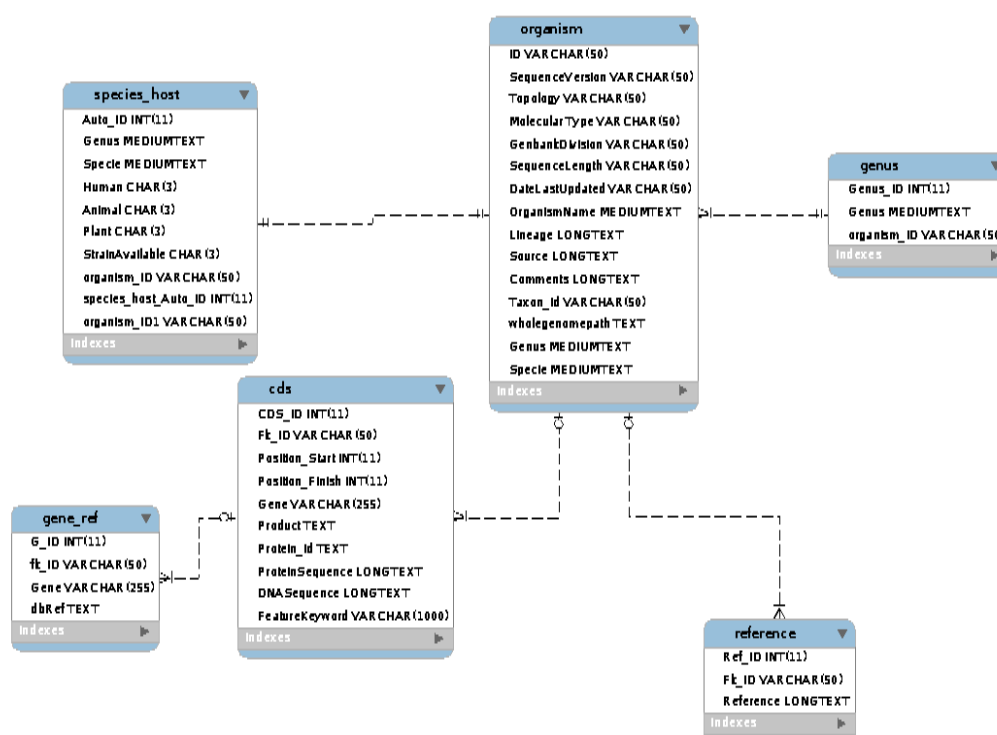 organism
ID VARCHAR(50)
SequenceVersion VARCHAR(50)
Topology VARCHAR(50)
MolecularType VARCHAR(50)
GenbankDivision VARCHAR(50)
SequenceLength VARCHAR(50)
DateLastUpdated VARCHAR(50)
OrganismName MEDIUMTEXT
Lineage LONGTEXT
Source LONGTEXT
Comments LONGTEXT
Taxon_id VARCHAR(50)
wholegenomepath TEXT
Genus MEDIUMTEXT
Specie MEDIUMTEXT
Indexes
species_host
Auto_ID INT(11)
Genus MEDIUMTEXT
Specie MEDIUMTEXT
Human CHAR(3)
Animal CHAR(3)
Plant CHAR(3)
StrainAvailable CHAR(3)
organism_ID VARCHAR(50)
species_host_Auto_ID INT(11)
organism_ID1 VARCHAR(50)
Indexes
genus
Genus_ID INT(11)
Genus MEDIUMTEXT
organism_ID VARCHAR(50
Indexes
cds
CDS_ID INT(11)
Fk_ID VARCHAR(50)
Position_Start INT(11)
Position_Finish INT(11)
Gene VARCHAR(255)
Product TEXT
Protein_id TEXT
ProteinSequence LONGTEXT
DNASequence LONGTEXT
FeatureKeyword VARCHAR(1000)
Indexes
gene_ref
G_ID INT(11)
fk_ID VARCHAR(50)
Gene VARCHAR(255)
dbRef TEXT
Indexes
reference
Ref_ID INT(11)
Fk_ID VARCHAR(50)
Reference LONGTEXT
Indexes